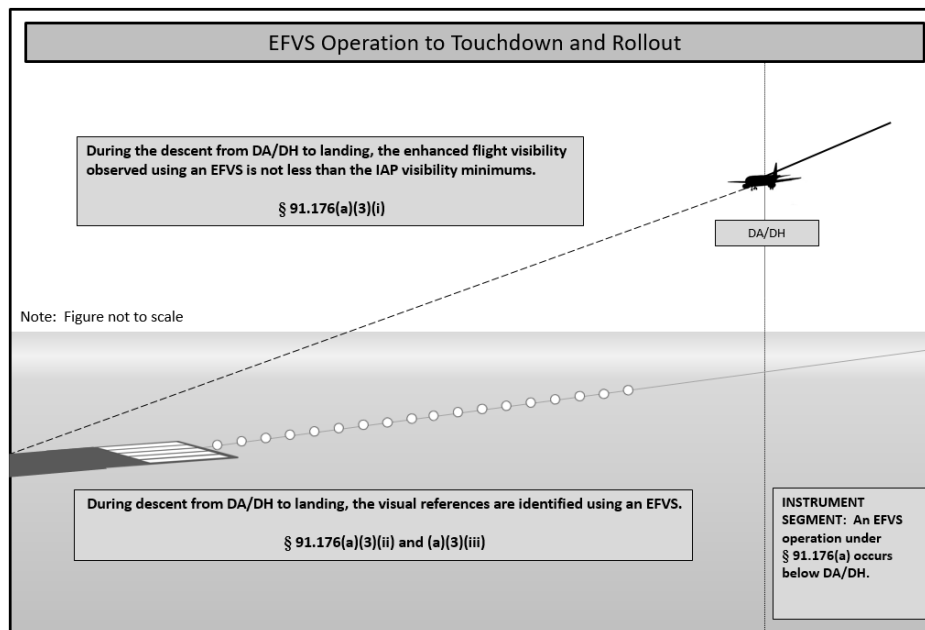 EFVS Operation to Touchdown and Rollout
During the descent from DA/DH to landing, the enhanced flight visibility
observed using an EFVS is not less than the IAP visibility minimums.
§ 91.176(a)(3)(i)
DA/DH
Note: Figure not to scale
During descent from DA/DH to landing, the visual references are identified using an EFVS.
§ 91.176(a)(3)(ii) and (a)(3)(iii)
INSTRUMENT
SEGMENT: An EFVS
operation under
§ 91.176(a) occurs
below DA/DH.